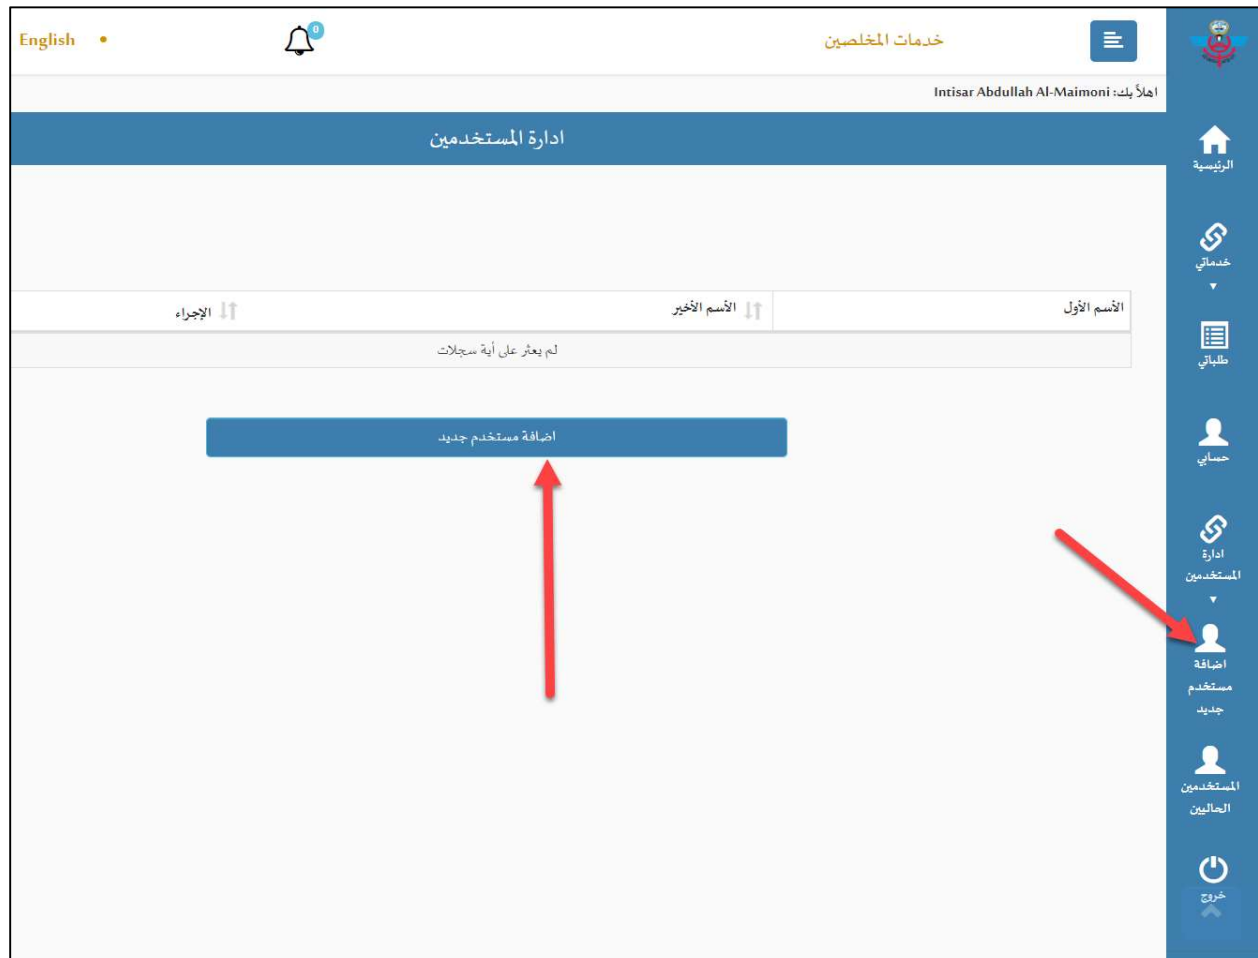 خدمات المخلصين
0
English •
اهلاً بك: Intisar Abdullah Al-Maimoni
ادارة المستخدمين
الأسم الأول
الأسم الأخير
الإجراء
لم يعثر على أية سجلات
اضافة مستخدم جديد
الرئيسية
خدماتي
طلباتي
حسابي
ادارة
المستخدمين
اضافة
مستخدم
جديد
المستخدمين
الحاليين
خروج